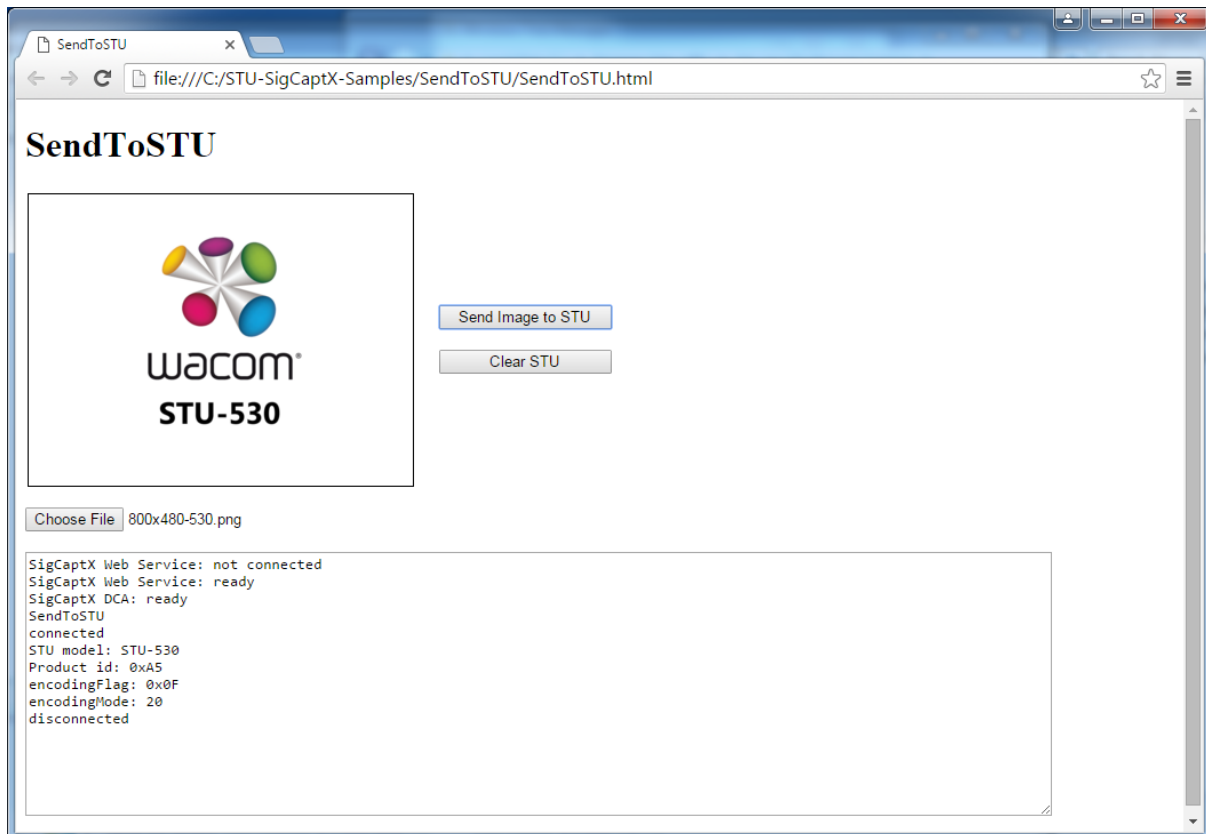 SendToSTU
file:///C:/STU-SigCaptX-Samples/SendToSTU/SendToSTU.html
SendToSTU
wacom®
STU-530
Send Image to STU
Clear STU
Choose File 800x480-530.png
SigCaptX Web Service: not connected
SigCaptX Web Service: ready
SigCaptX DCA: ready
SendToSTU
connected
STU model: STU-530
Product id: 0xA5
encodingFlag: 0x0F
encodingMode: 20
disconnected